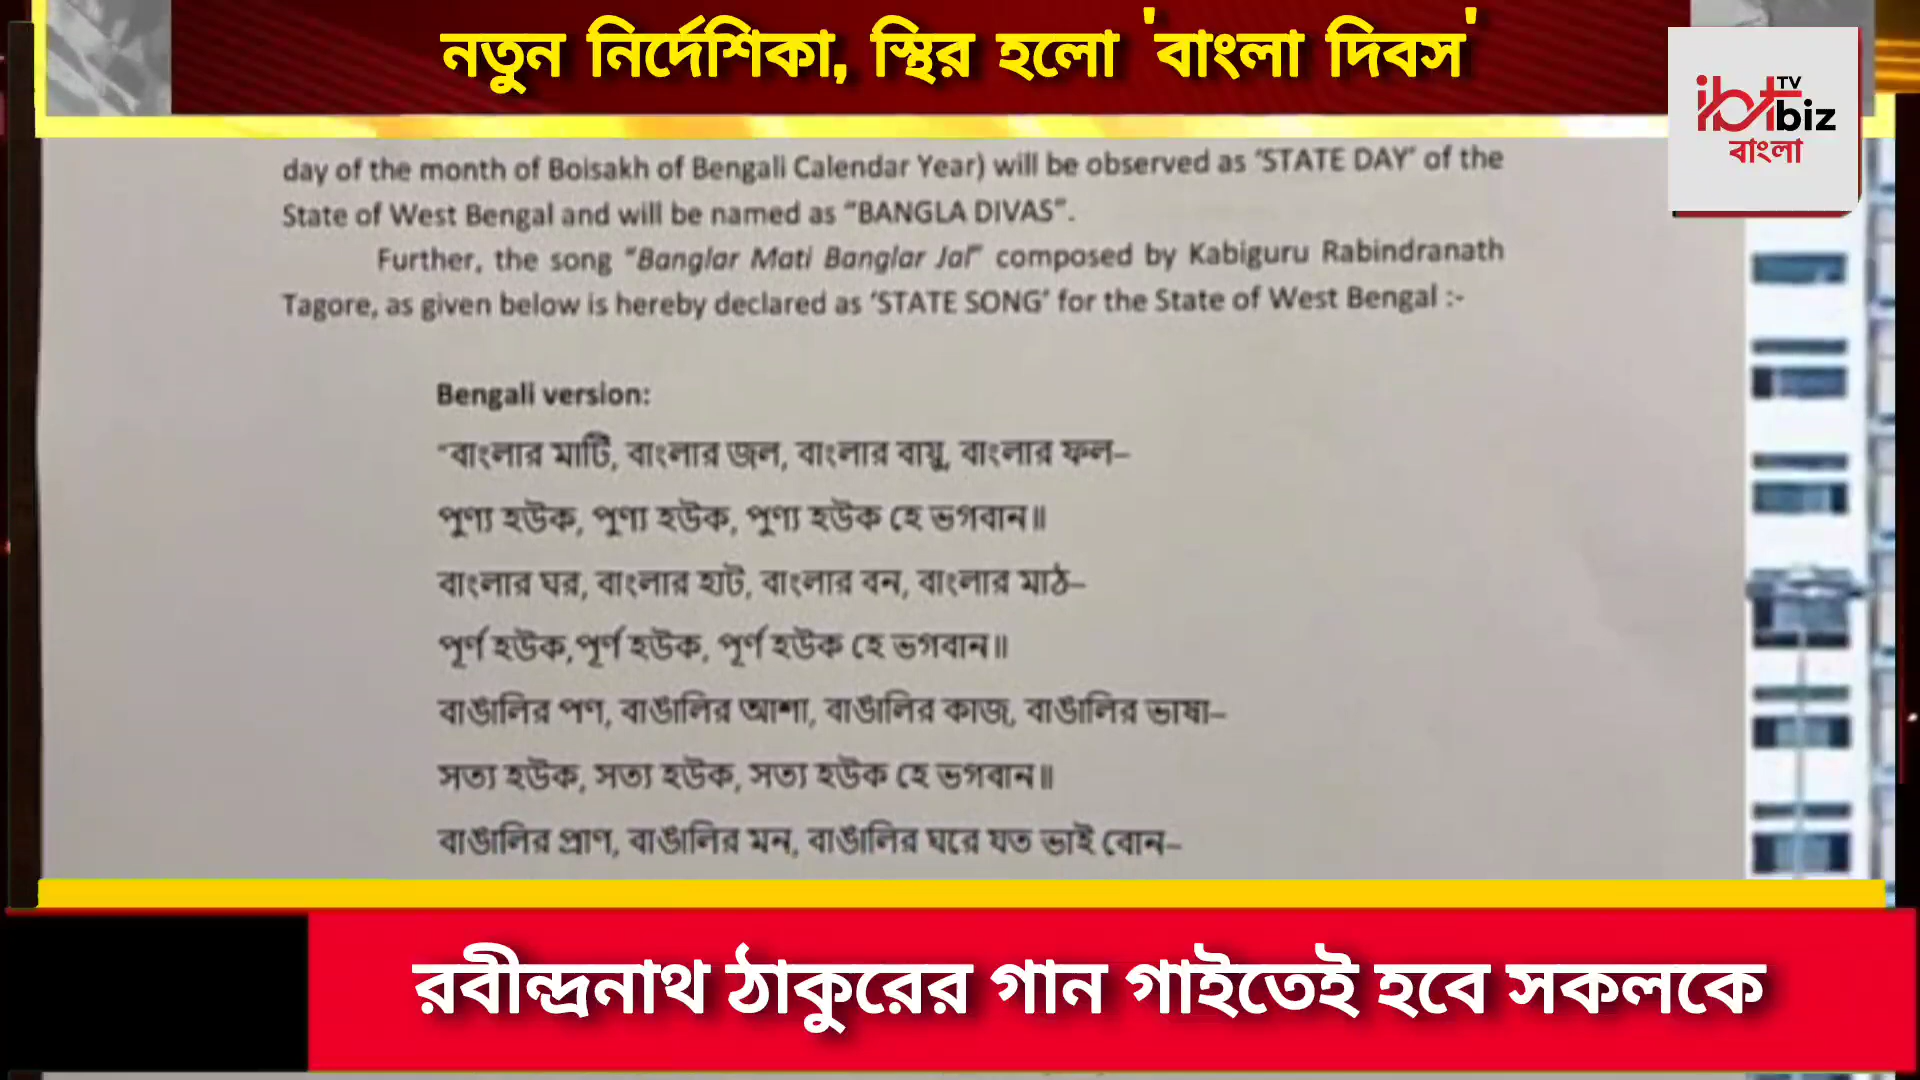 নতুন নির্দেশিকা, স্থির হলো 'বাংলা দিবস'
ibt TV biz
বাংলা
day of the month of Boisakh of Bengali Calendar Year) will be observed as ‘STATE DAY’ of the
State of West Bengal and will be named as “BANGLA DIVAS”.
Further, the song “Banglar Mati Banglar Jal” composed by Kabiguru Rabindranath
Tagore, as given below is hereby declared as ‘STATE SONG’ for the State of West Bengal :-
Bengali version:
“বাংলার মাটি, বাংলার জল, বাংলার বায়ু, বাংলার ফল–
পুণ্য হউক, পুণ্য হউক, পুণ্য হউক হে ভগবান॥
বাংলার ঘর, বাংলার হাট, বাংলার বন, বাংলার মাঠ–
পূর্ণ হউক,পূর্ণ হউক, পূর্ণ হউক হে ভগবান॥
বাঙালির পণ, বাঙালির আশা, বাঙালির কাজ, বাঙালির ভাষা–
সত্য হউক, সত্য হউক, সত্য হউক হে ভগবান॥
বাঙালির প্রাণ, বাঙালির মন, বাঙালির ঘরে যত ভাই বোন–
রবীন্দ্রনাথ ঠাকুরের গান গাইতেই হবে সকলকে